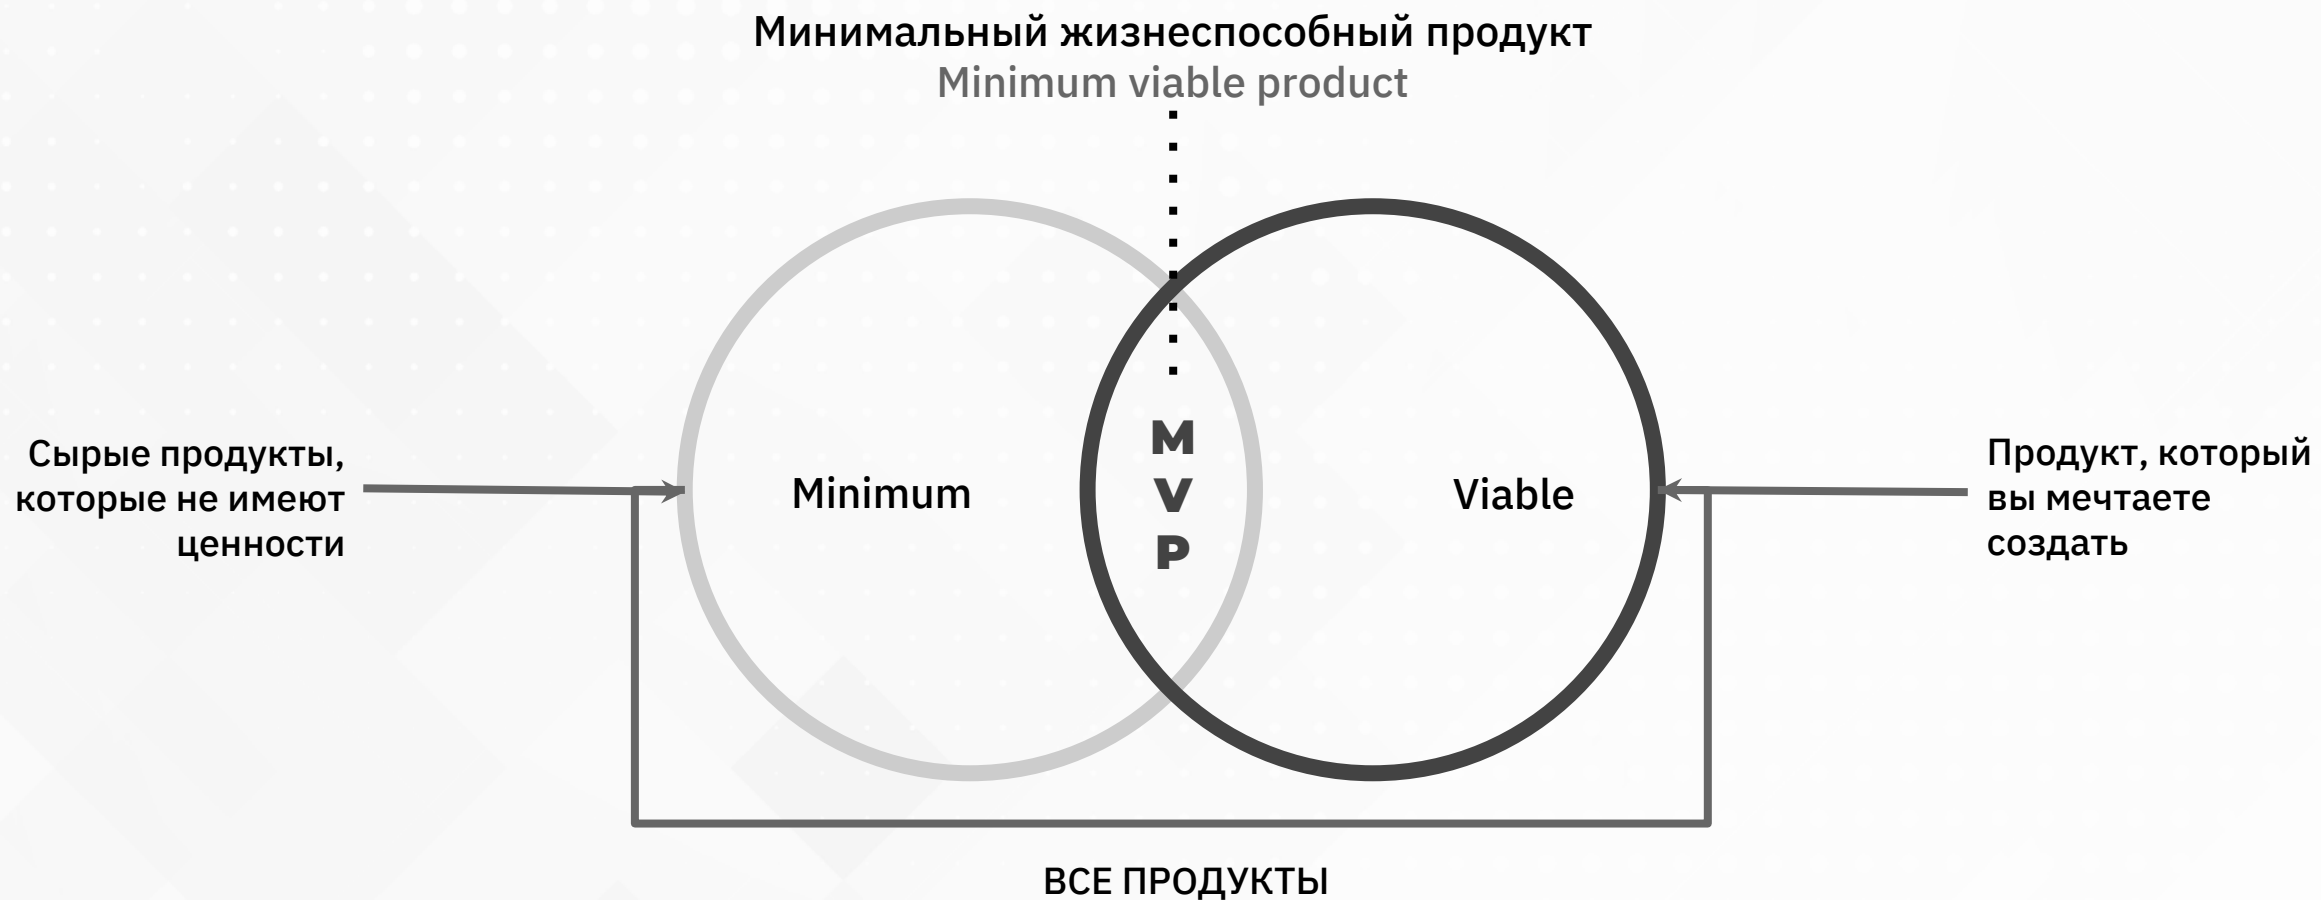 Минимальный жизнеспособный продукт
Minimum viable product
Сырые продукты,
которые не имеют
ценности
Minimum
M
V
P
Viable
Продукт, который
вы мечтаете
создать
ВСЕ ПРОДУКТЫ